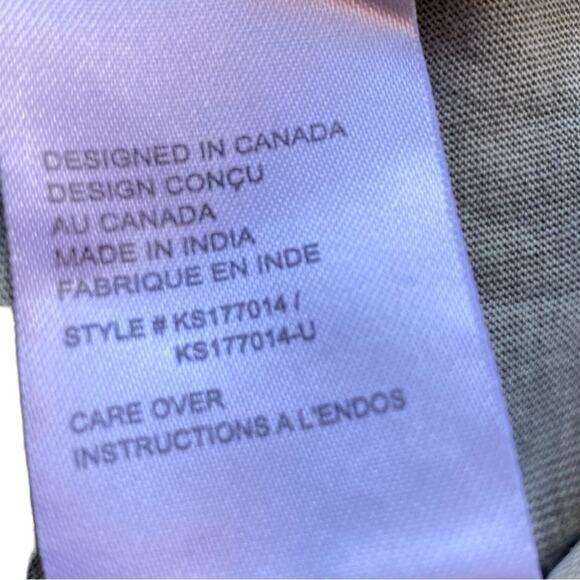 DESIGNED IN CANADA
DESIGN CONÇU
AU CANADA
MADE IN INDIA
FABRIQUE EN INDE
STYLE # KS177014 /
KS177014-U
CARE OVER
INSTRUCTIONS A L'ENDOS